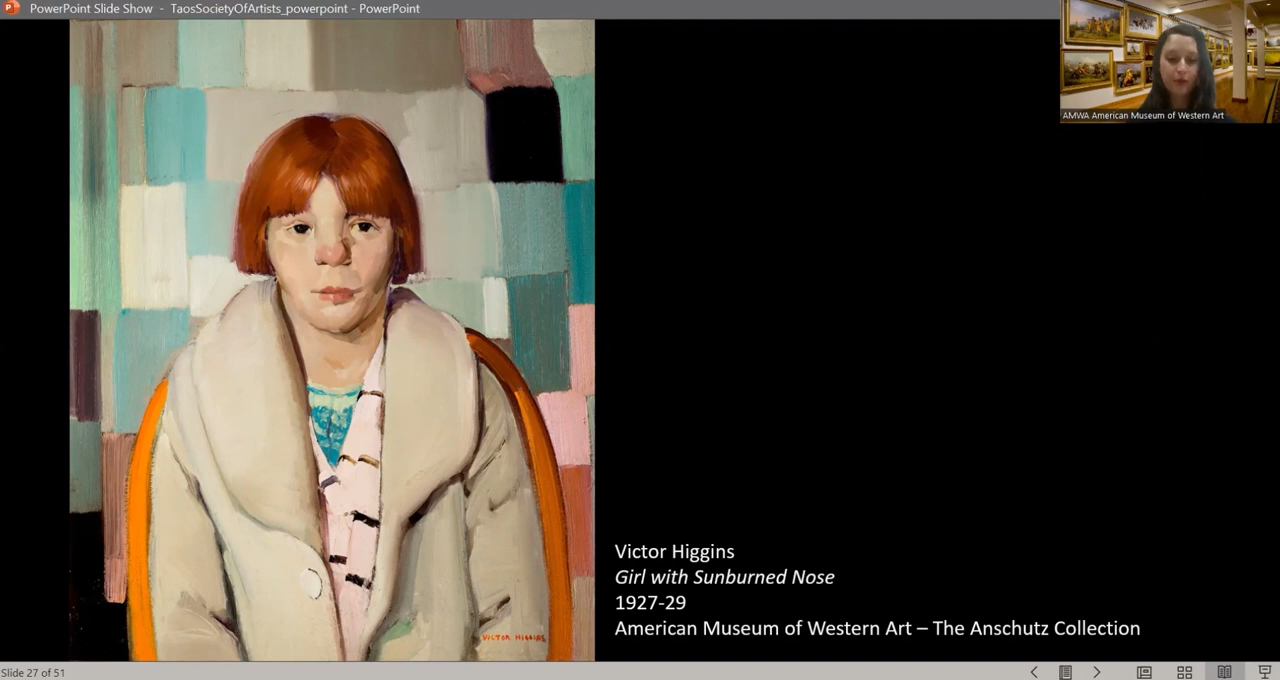 PowerPoint Slide Show - TaosSocietyOfArtists_powerpoint - PowerPoint
AMWA American Museum of Western Art
VICTOR HIGGINS
Victor Higgins
Girl with Sunburned Nose
1927-29
American Museum of Western Art – The Anschutz Collection
Slide 27 of 51